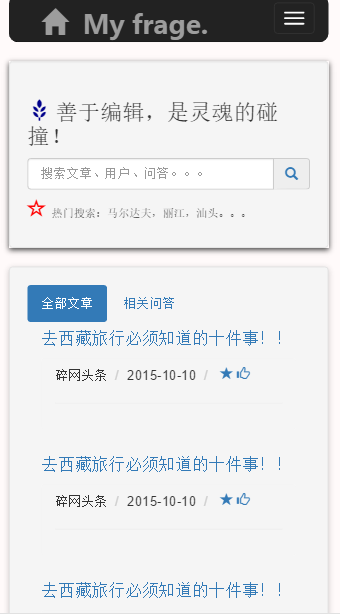 My frage.
善于编辑，是灵魂的碰
撞！
搜索文章、用户、问答。。。
热门搜索：马尔达夫，丽江，汕头。。。
全部文章 相关问答
去西藏旅行必须知道的十件事！！
碎网头条 / 2015-10-10 /
去西藏旅行必须知道的十件事！！
碎网头条 / 2015-10-10 /
去西藏旅行必须知道的十件事！！